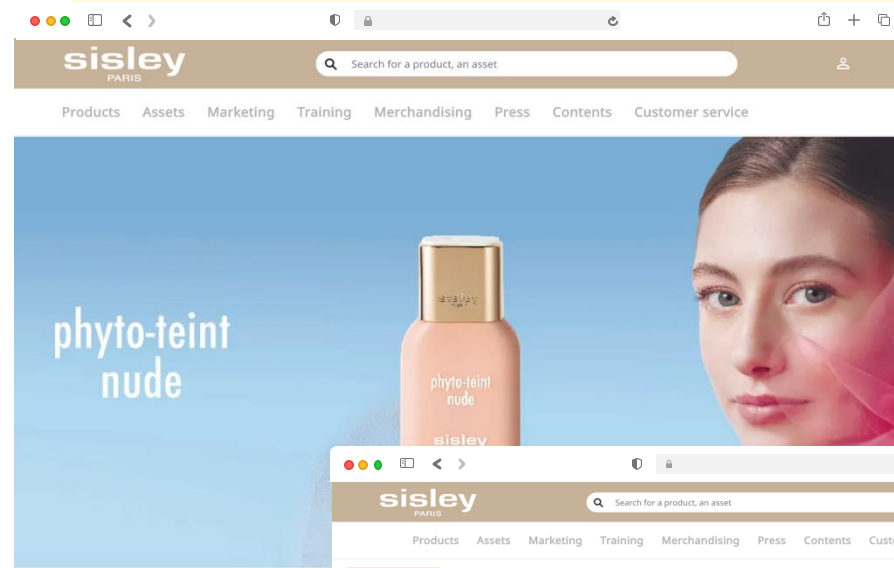 sisley
PARIS
Search for a product, an asset
Products Assets Marketing Training Merchandising Press Contents Customer service
phyto-teint
nude
sisley
phyto-teint
nude
sisley
sisley
PARIS
Search for a product, an asset
Products Assets Marketing Training Merchandising Press Contents